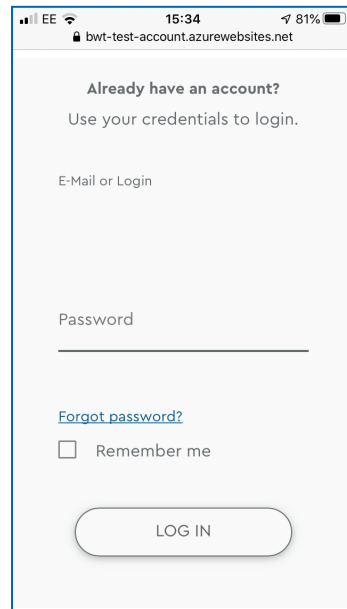 EE 15:34 81%
bwt-test-account.azurewebsites.net
Already have an account?
Use your credentials to login.
E-Mail or Login
Password
Forgot password?
Remember me
LOG IN